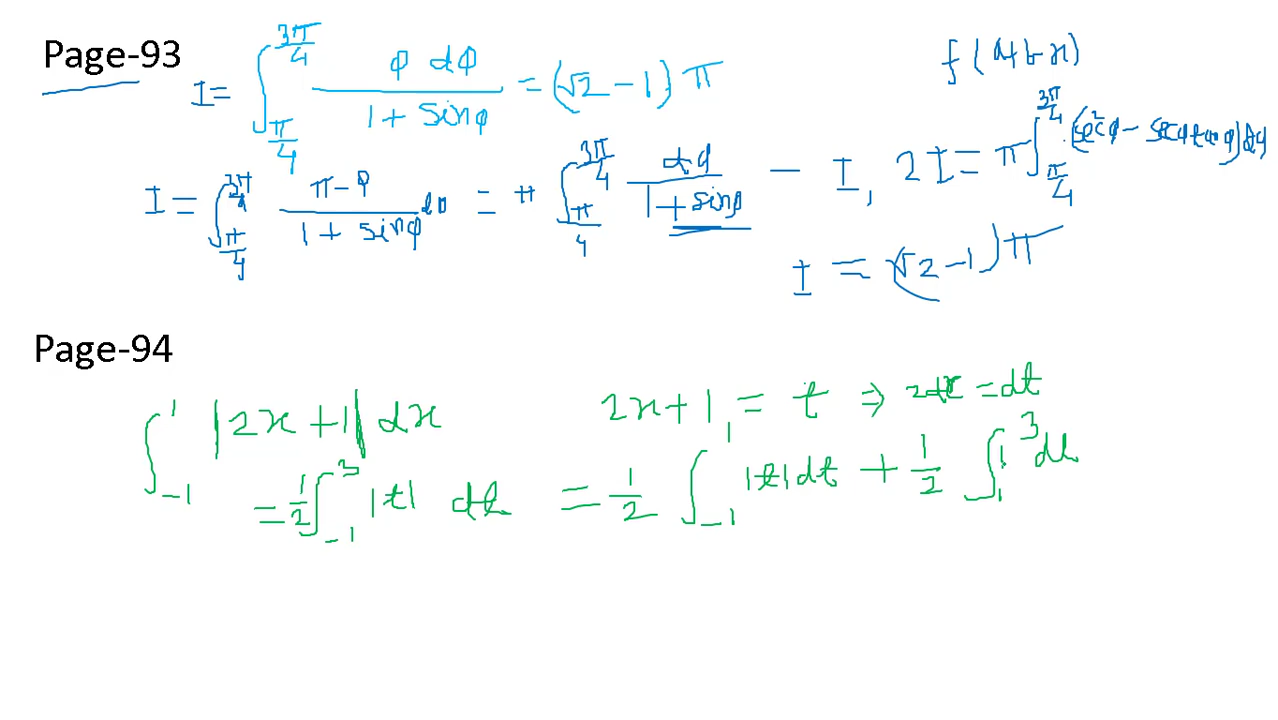 Page-93
I = ∫_{π/4}^{3π/4} φ dφ / (1 + sinφ) = (√2 - 1) π
f(a+b-x)
I = ∫_{π/4}^{3π/4} (π-φ) / (1 + sinφ) dφ = π ∫_{π/4}^{3π/4} dφ / (1 + sinφ) - I, 2I = π ∫_{π/4}^{3π/4} (sec²φ - secφ tanφ) dφ
I = (√2 - 1) π
Page-94
∫_{-1}^{1} |2x+1| dx    2x+1 = t ⇒ 2dx = dt
= 1/2 ∫_{-1}^{3} |t| dt = 1/2 ∫_{-1}^{1} |t| dt + 1/2 ∫_{1}^{3} dt